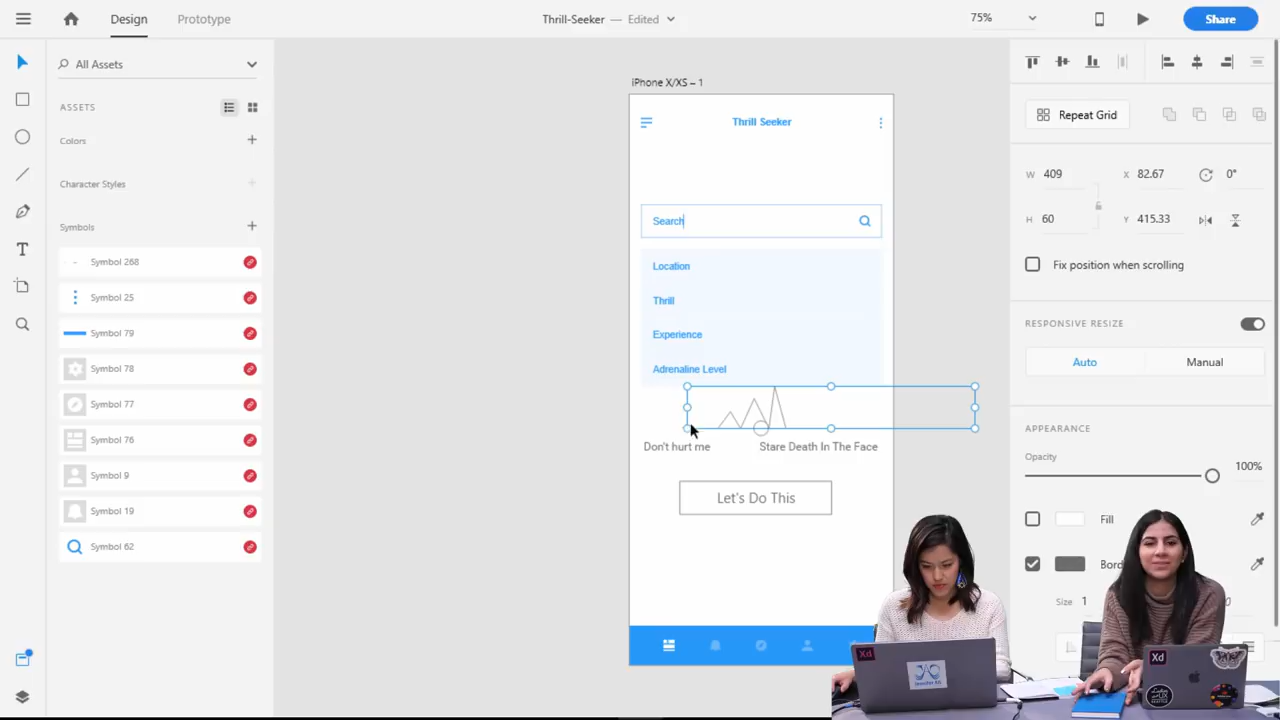 Design Prototype Thrill-Seeker — Edited 75% Share
All Assets
ASSETS
Colors
Character Styles
Symbols
Symbol 268
Symbol 25
Symbol 79
Symbol 78
Symbol 77
Symbol 76
Symbol 9
Symbol 19
Symbol 62
iPhone X/XS – 1
Thrill Seeker
Search
Location
Thrill
Experience
Adrenaline Level
Don't hurt me Stare Death In The Face
Let's Do This
Repeat Grid
W 409 X 82.67 0°
H 60 Y 415.33
Fix position when scrolling
RESPONSIVE RESIZE
Auto Manual
APPEARANCE
Opacity
100%
Fill
Bord
Size 1 0
Xd
Xd